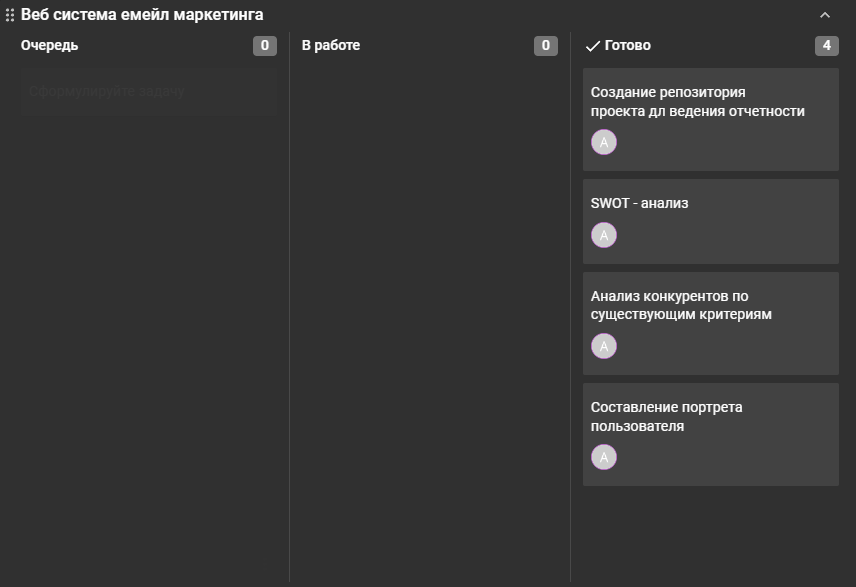 Веб система емейл маркетинга
Очередь 0
Сформулируйте задачу
В работе 0
Готово 4
Создание репозитория
проекта дл ведения отчетности
А
SWOT - анализ
А
Анализ конкурентов по
существующим критериям
А
Составление портрета
пользователя
А